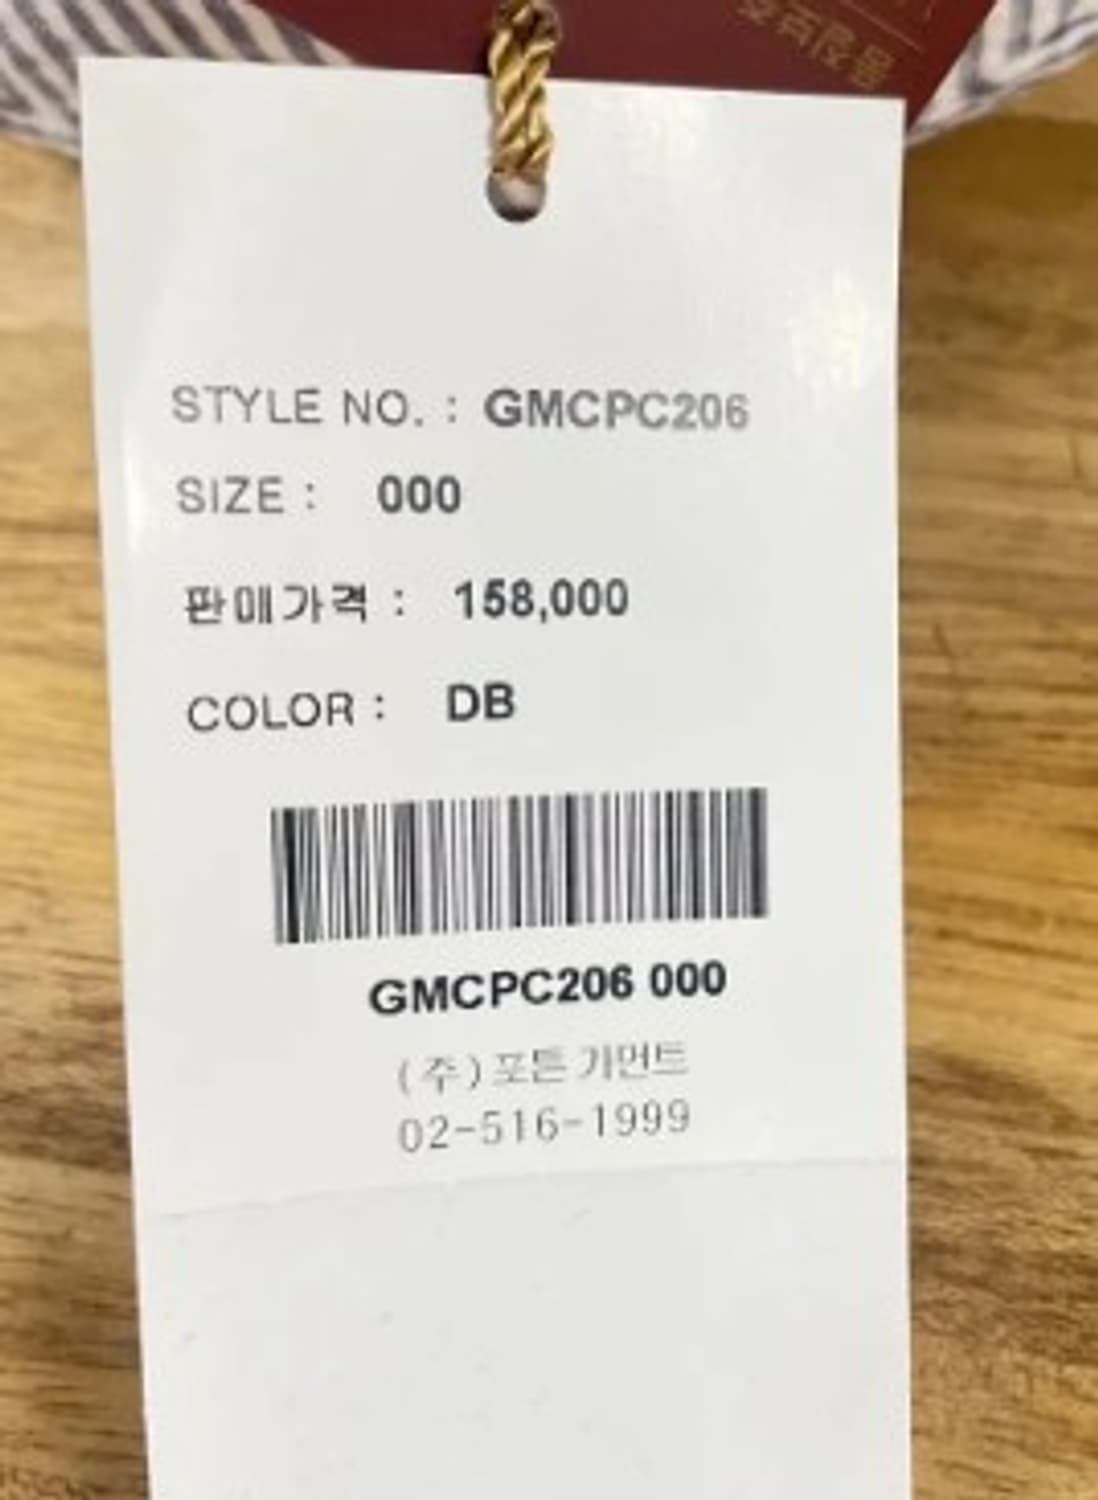 STYLE NO. : GMCPC206
SIZE : 000
판매가격 : 158,000
COLOR : DB
GMCPC206 000
(주)포튼 가먼트
02-516-1999